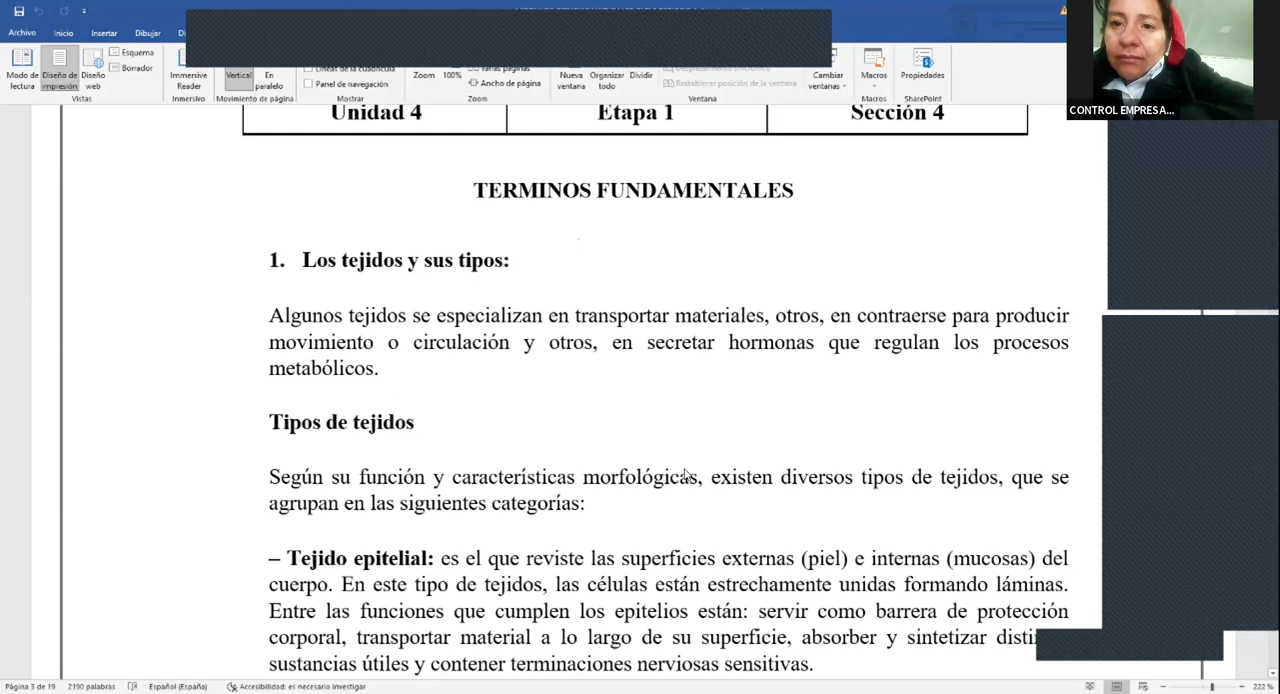 Archivo Inicio Insertar Dibujar
Modo de lectura
Diseño de impresión
Diseño web
Esquema
Borrador
Vistas
Immersive Reader
Vertical
En paralelo
Movimiento de página
Panel de navegación
Mostrar
Zoom
100%
Ancho de página
Zoom
Nueva ventana
Organizar todo
Dividir
Restablecer posición de la ventana
Ventana
Cambiar ventanas
Macros
Macros
Propiedades
SharePoint
CONTROL EMPRESA...
Unidad 4 Etapa 1 Sección 4
TERMINOS FUNDAMENTALES
1. Los tejidos y sus tipos:
Algunos tejidos se especializan en transportar materiales, otros, en contraerse para producir
movimiento o circulación y otros, en secretar hormonas que regulan los procesos
metabólicos.
Tipos de tejidos
Según su función y características morfológicas, existen diversos tipos de tejidos, que se
agrupan en las siguientes categorías:
– Tejido epitelial: es el que reviste las superficies externas (piel) e internas (mucosas) del
cuerpo. En este tipo de tejidos, las células están estrechamente unidas formando láminas.
Entre las funciones que cumplen los epitelios están: servir como barrera de protección
corporal, transportar material a lo largo de su superficie, absorber y sintetizar
sustancias útiles y contener terminaciones nerviosas sensitivas.
Página 3 de 19 2190 palabras Español (España) Accesibilidad: es necesario investigar 222 %